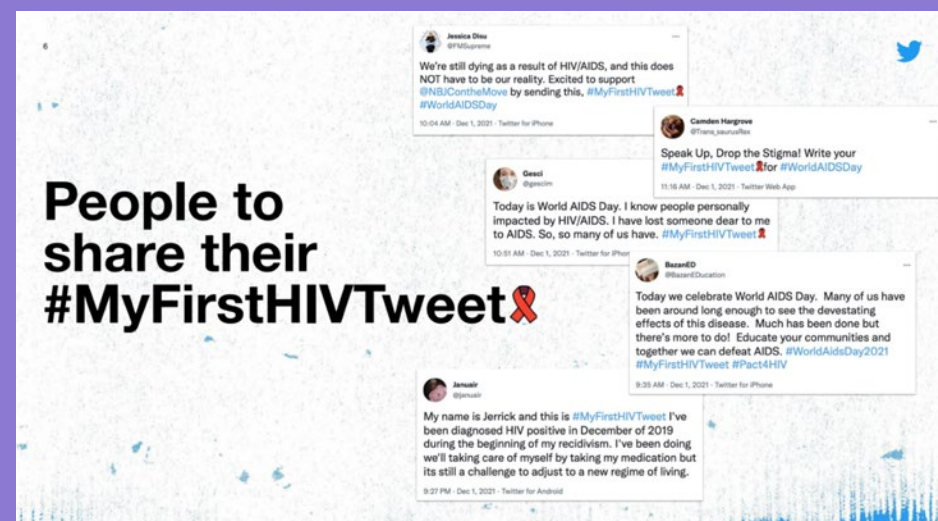 6
People to
share their
#MyFirstHIVTweet
Jessica Disu
@FMSupreme
We're still dying as a result of HIV/AIDS, and this does
NOT have to be our reality. Excited to support
@NBJContheMove by sending this, #MyFirstHIVTweet
#WorldAIDSDay
10:04 AM · Dec 1, 2021 · Twitter for iPhone
Camden Hargrove
@Trans_saurusRex
Speak Up, Drop the Stigma! Write your
#MyFirstHIVTweet for #WorldAIDSDay
11:16 AM · Dec 1, 2021 · Twitter Web App
Gesci
@gescim
Today is World AIDS Day. I know people personally
impacted by HIV/AIDS. I have lost someone dear to me
to AIDS. So, so many of us have. #MyFirstHIVTweet
10:51 AM · Dec 1, 2021 · Twitter for iPhon
BazanED
@BazanEDucation
Today we celebrate World AIDS Day. Many of us have
been around long enough to see the devestating
effects of this disease. Much has been done but
there's more to do! Educate your communities and
together we can defeat AIDS. #WorldAidsDay2021
#MyFirstHIVTweet #Pact4HIV
9:35 AM · Dec 1, 2021 · Twitter for iPhone
Januair
@januair
My name is Jerrick and this is #MyFirstHIVTweet I've
been diagnosed HIV positive in December of 2019
during the beginning of my recidivism. I've been doing
we'll taking care of myself by taking my medication but
its still a challenge to adjust to a new regime of living.
9:27 PM · Dec 1, 2021 · Twitter for Android